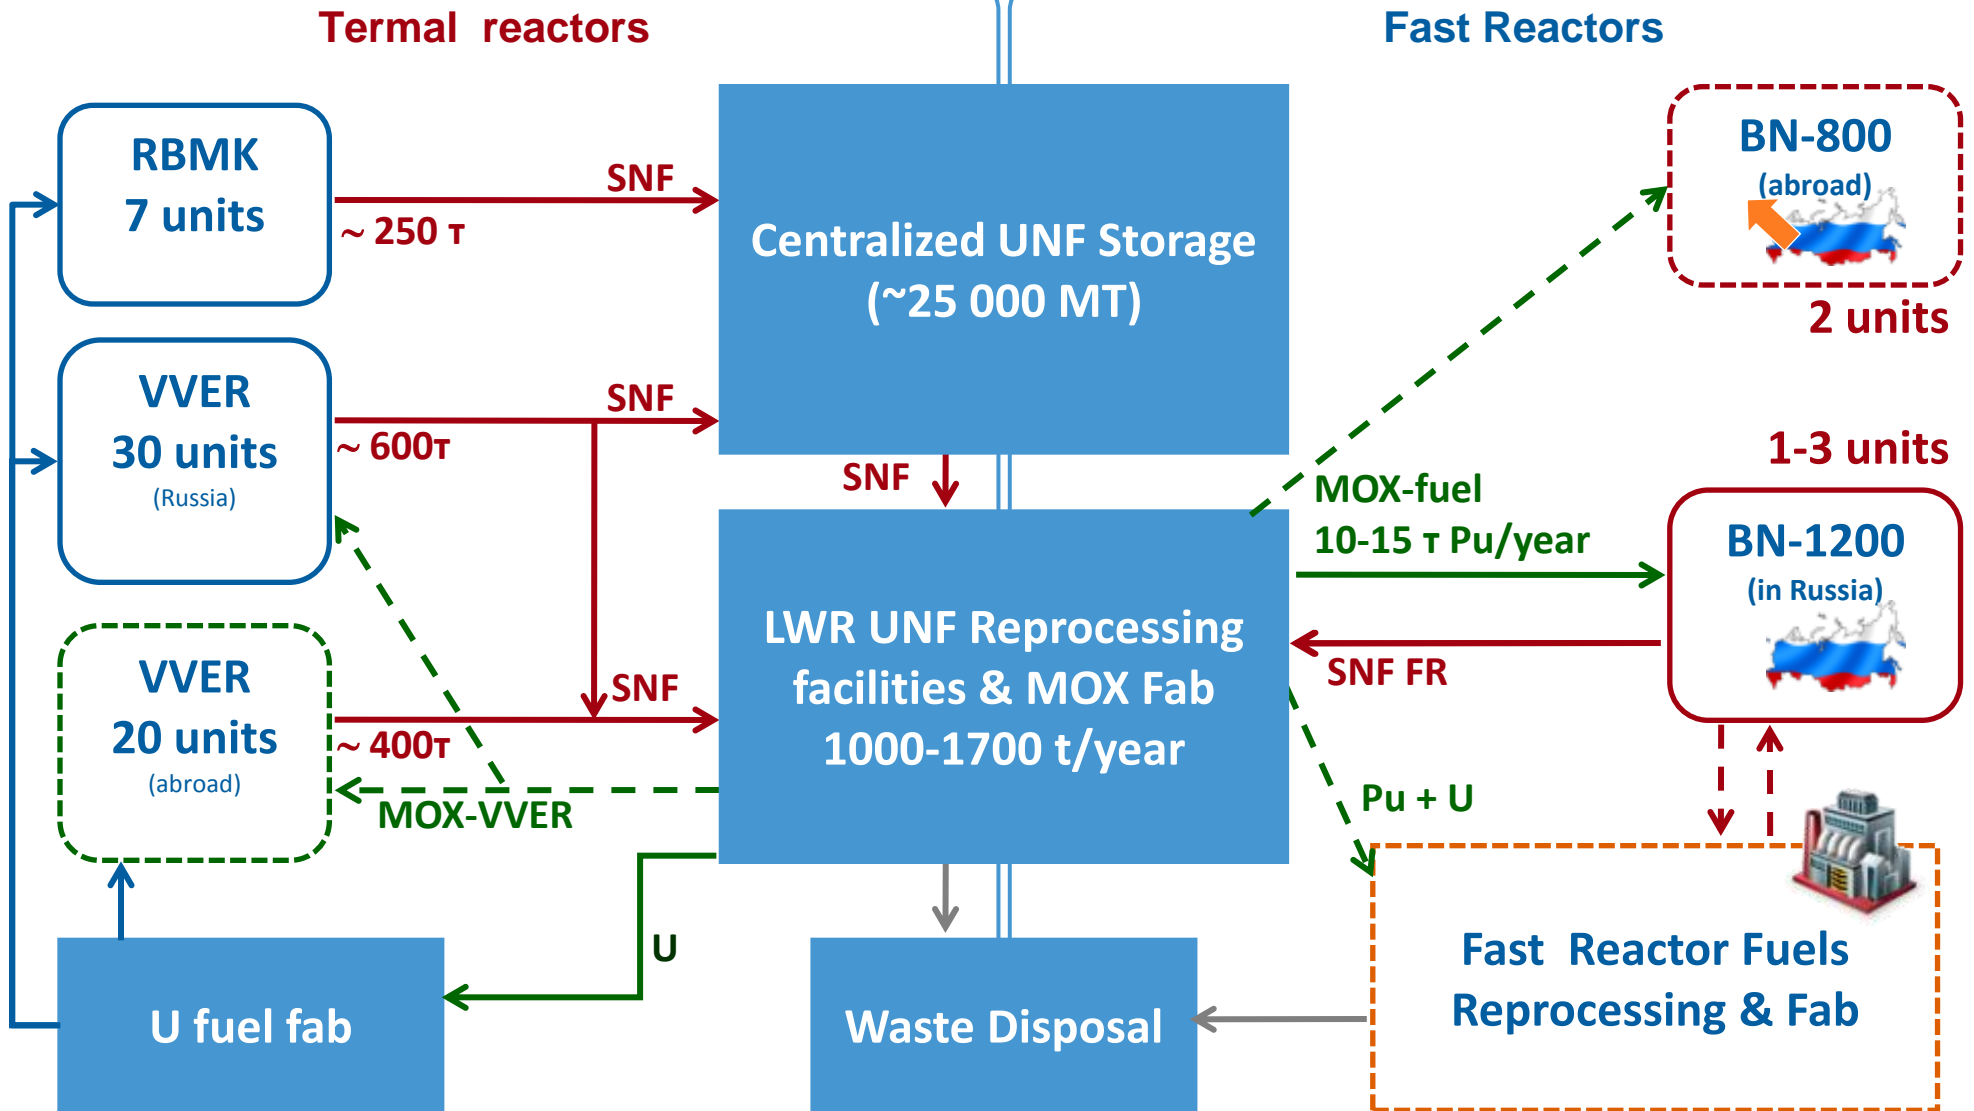 Termal  reactors
Fast Reactors
RBMK
7 units
SNF
~ 250 т
Centralized UNF Storage
(~25 000 MT)
BN-800
(abroad)
2 units
VVER
30 units
(Russia)
SNF
~ 600т
SNF
MOX-fuel
10-15 т Pu/year
1-3 units
BN-1200
(in Russia)
VVER
20 units
(abroad)
SNF
~ 400т
MOX-VVER
LWR UNF Reprocessing
facilities & MOX Fab
1000-1700 t/year
SNF FR
Pu + U
U
U fuel fab
Waste Disposal
Fast  Reactor Fuels
Reprocessing & Fab